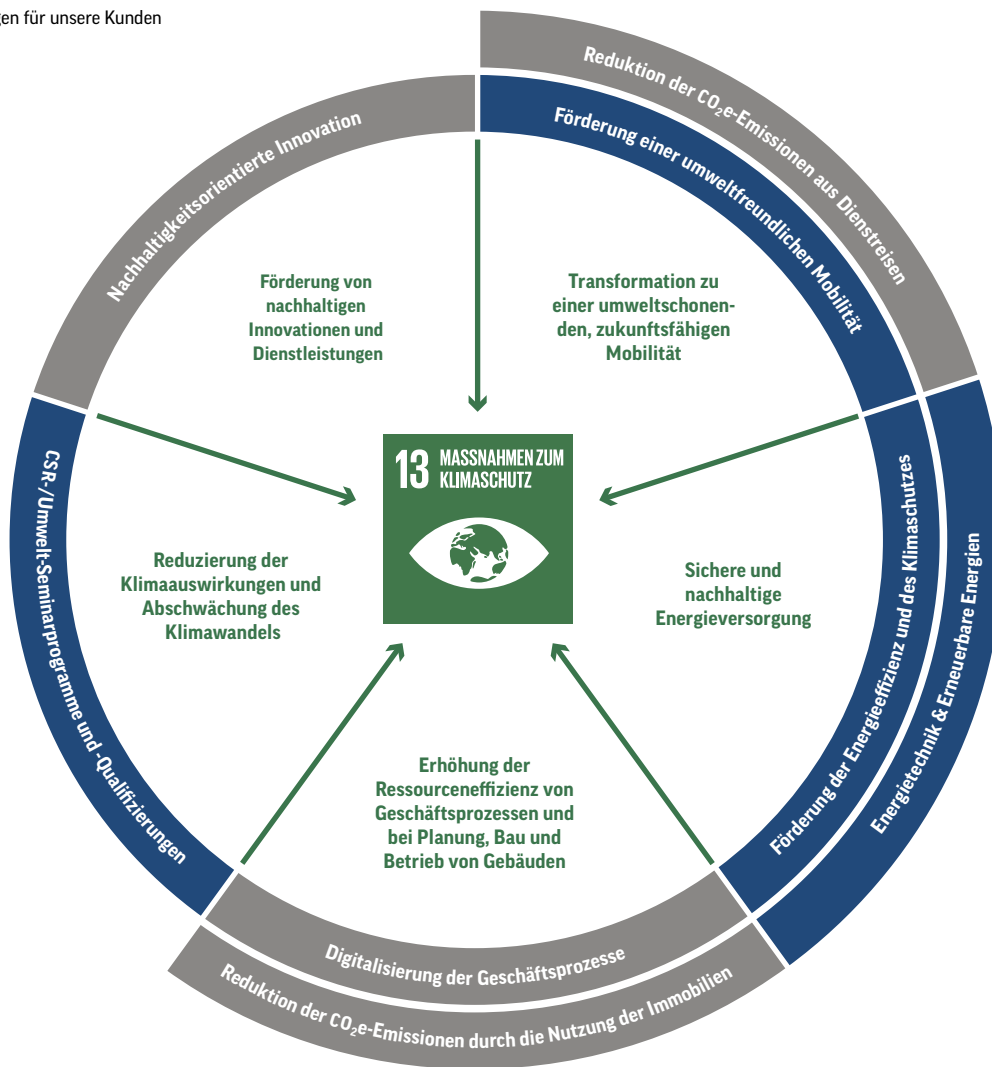 gen für unsere Kunden
Reduktion der CO₂e-Emissionen aus Dienstreisen
Förderung einer umweltfreundlichen Mobilität
Nachhaltigkeitsorientierte Innovation
Förderung von
nachhaltigen
Innovationen und
Dienstleistungen
Transformation zu
einer umweltschonen-
den, zukunftsfähigen
Mobilität
13 MASSNAHMEN ZUM
KLIMASCHUTZ
CSR-/Umwelt-Seminarprogramme und -Qualifizierungen
Reduzierung der
Klimaauswirkungen und
Abschwächung des
Klimawandels
Sichere und
nachhaltige
Energieversorgung
Förderung der Energieeffizienz und des Klimaschutzes
Energietechnik & Erneuerbare Energien
Erhöhung der
Ressourceneffizienz von
Geschäftsprozessen und
bei Planung, Bau und
Betrieb von Gebäuden
Digitalisierung der Geschäftsprozesse
Reduktion der CO₂e-Emissionen durch die Nutzung der Immobilien